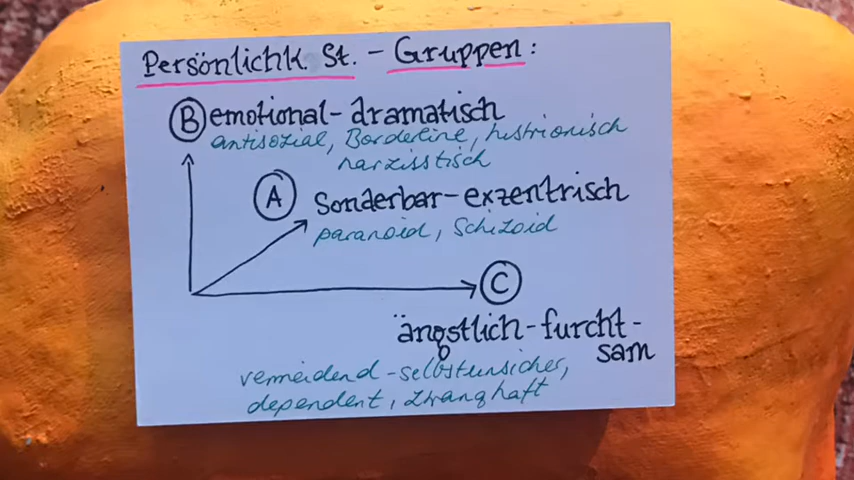 Persönlichk. St. - Gruppen:
B emotional-dramatisch
antisozial, Borderline, histrionisch
narzisstisch
A sonderbar-exzentrisch
paranoid, Schizoid
C
ängstlich-furcht-
sam
vermeidend-selbstunsicher,
dependent, zwanghaft